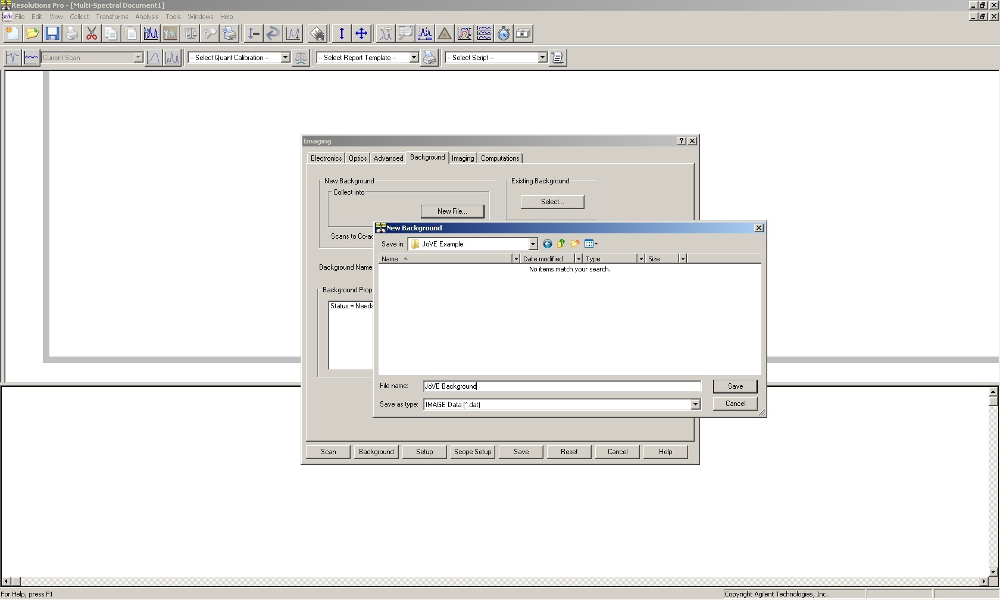 Resolutions Pro - [Multi-Spectral Document1]
File Edit View Collect Transforms Analysis Tools Windows Help
Current Scan
-- Select Quant Calibration --
-- Select Report Template --
-- Select Script --
Imaging
Electronics Optics Advanced Background Imaging Computations
New Background
Existing Background
Collect into
Select...
New File...
New Background
Scans to Co-a
Save in: JoVE Example
Name Date modified Type Size
Background Name
No items match your search.
Background Prop
Status = Needs
File name: JoVE Background
Save
Save as type: IMAGE Data (*.dat)
Cancel
Scan Background Setup Scope Setup Save Reset Cancel Help
For Help, press F1
Copyright Agilent Technologies, Inc.